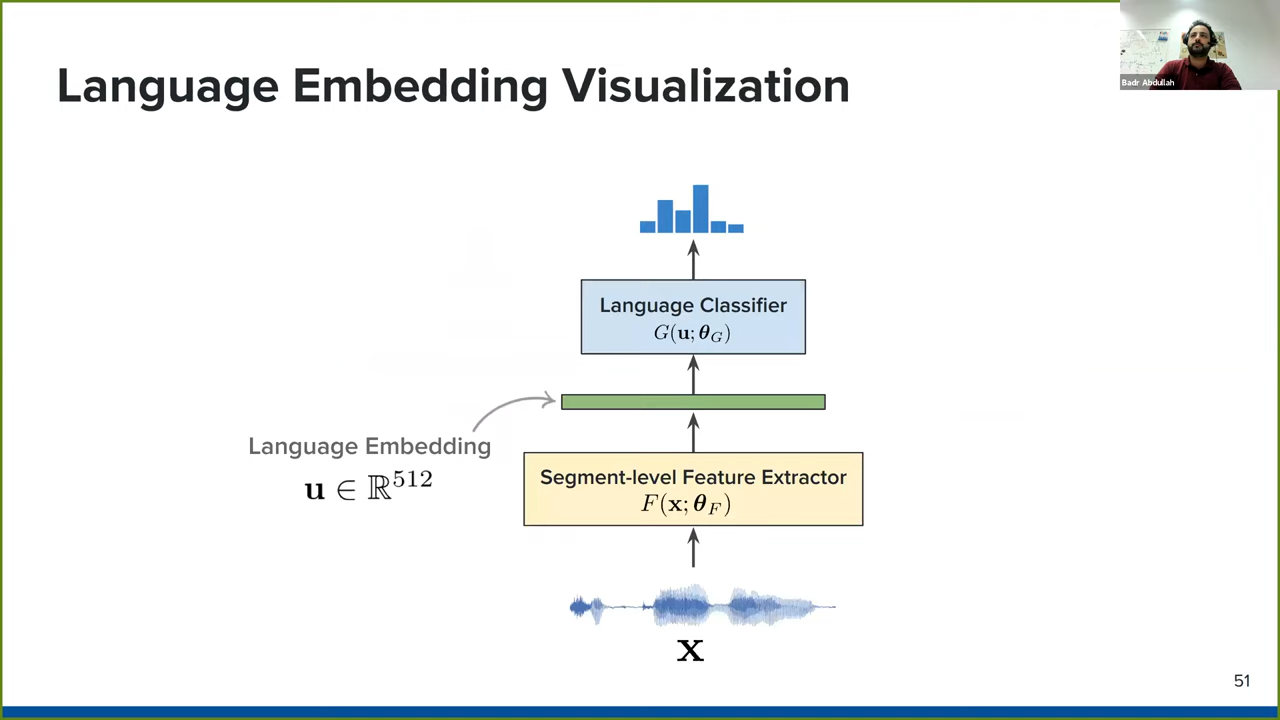 Language Embedding Visualization
Badr Abdullah
Language Classifier
G(u; θ_G)
Language Embedding
u ∈ ℝ^512
Segment-level Feature Extractor
F(x; θ_F)
x
51